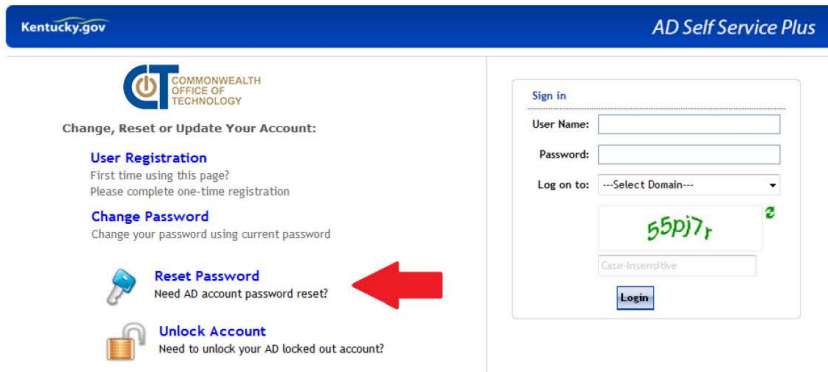 Kentucky.gov
AD Self Service Plus
COT
COMMONWEALTH
OFFICE OF
TECHNOLOGY
Change, Reset or Update Your Account:
User Registration
First time using this page?
Please complete one-time registration
Change Password
Change your password using current password
Reset Password
Need AD account password reset?
Unlock Account
Need to unlock your AD locked out account?
Sign in
User Name:
Password:
Log on to: ---Select Domain---
55pj7r
Case-Insensitive
Login